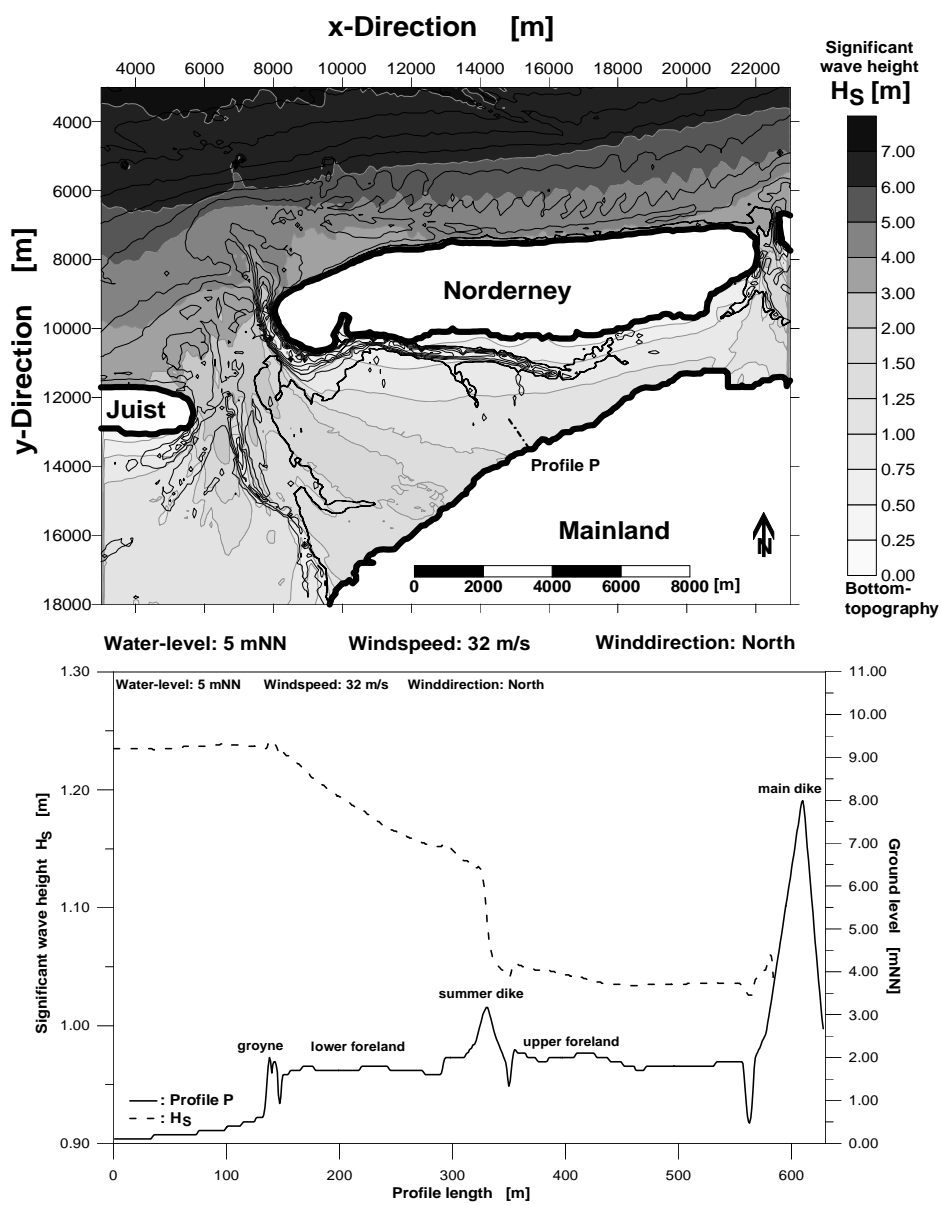 x-Direction [m]
4000 6000 8000 10000 12000 14000 16000 18000 20000 22000
Significant
wave height
HS [m]
y-Direction [m]
4000
6000
8000
10000
12000
14000
16000
18000
7.00
6.00
5.00
4.00
3.00
2.00
1.50
1.25
1.00
0.75
0.50
0.25
0.00
Bottom-
topography
Norderney
Juist
Profile P
Mainland
N
0 2000 4000 6000 8000 [m]
Water-level: 5 mNN Windspeed: 32 m/s Winddirection: North
Water-level: 5 mNN Windspeed: 32 m/s Winddirection: North
Significant wave height HS [m]
1.30
1.20
1.10
1.00
0.90
main dike
summer dike
groyne
lower foreland
upper foreland
: Profile P
: HS
11.00
10.00
9.00
8.00
7.00
6.00
5.00
4.00
3.00
2.00
1.00
0.00
Ground level [mNN]
0 100 200 300 400 500 600
Profile length [m]